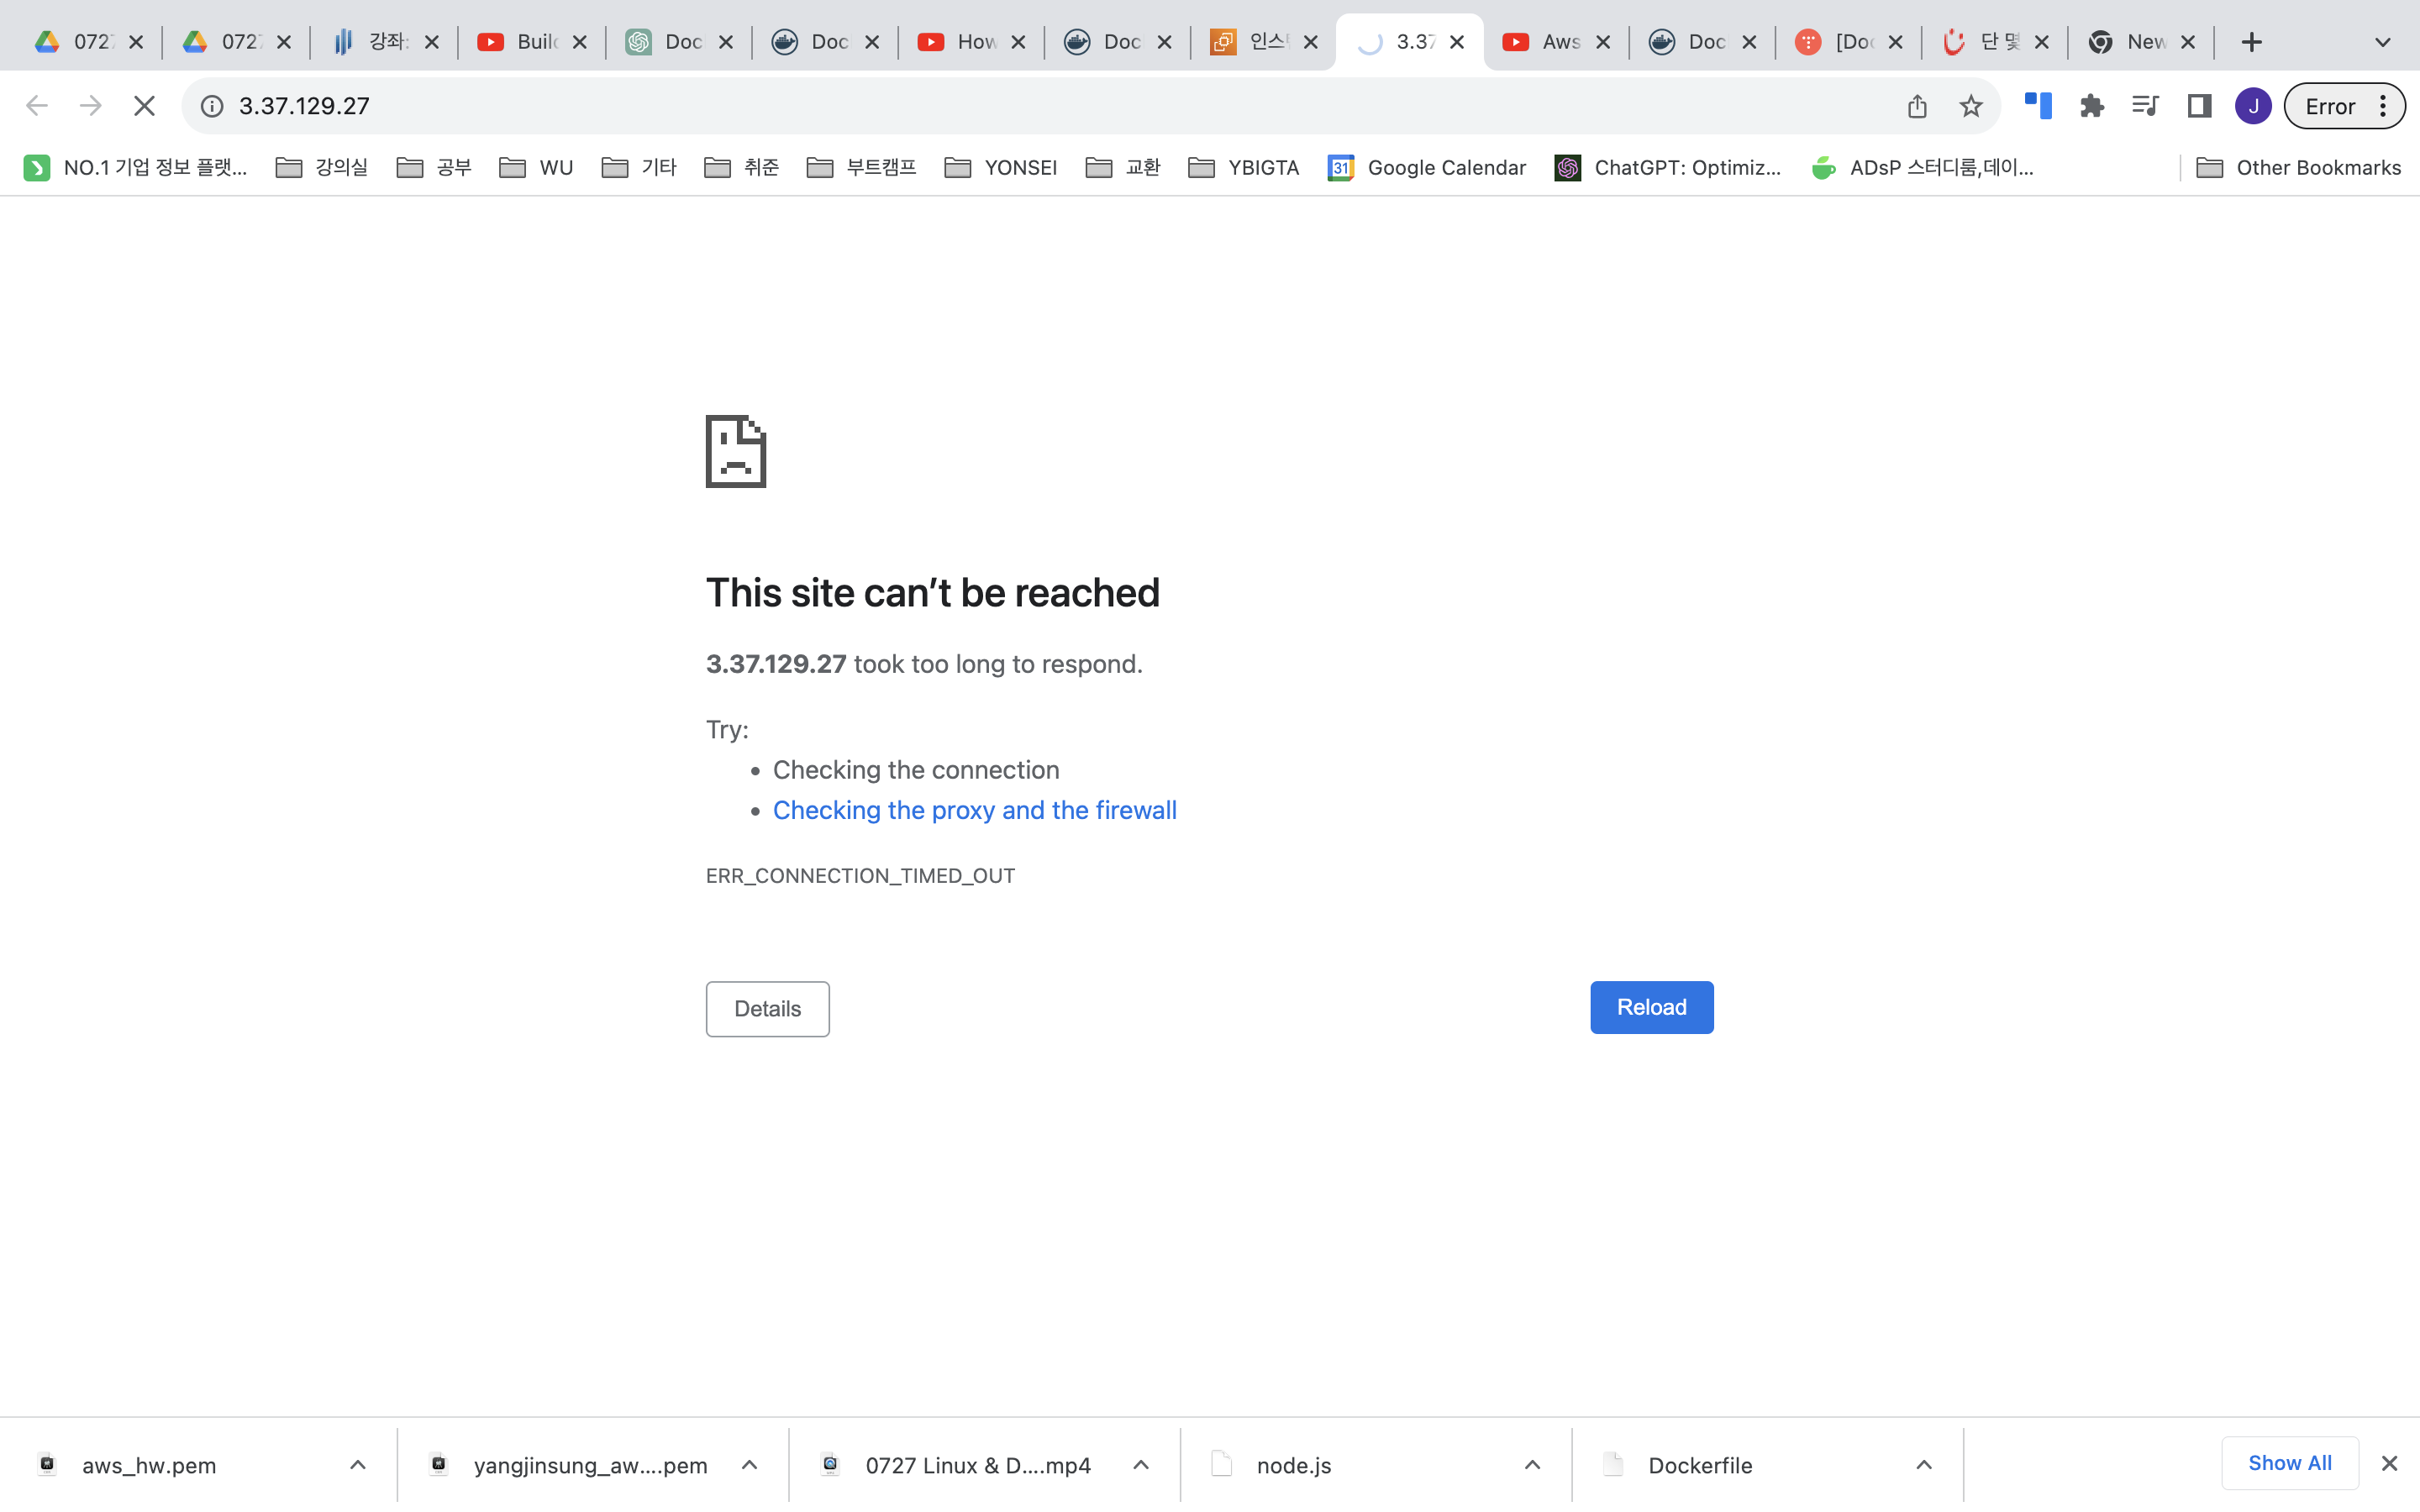 072 072 강좌: Buil Doc Doc How Doc 인스 3.37 Aws Doc [Doc 단 몇 New
3.37.129.27 J Error
NO.1 기업 정보 플랫... 강의실 공부 WU 기타 취준 부트캠프 YONSEI 교환 YBIGTA 31 Google Calendar ChatGPT: Optimiz... ADsP 스터디룸,데이... Other Bookmarks
This site can't be reached
3.37.129.27 took too long to respond.
Try:
• Checking the connection
• Checking the proxy and the firewall
ERR_CONNECTION_TIMED_OUT
Details Reload
aws_hw.pem yangjinsung_aw....pem 0727 Linux & D....mp4 node.js Dockerfile Show All